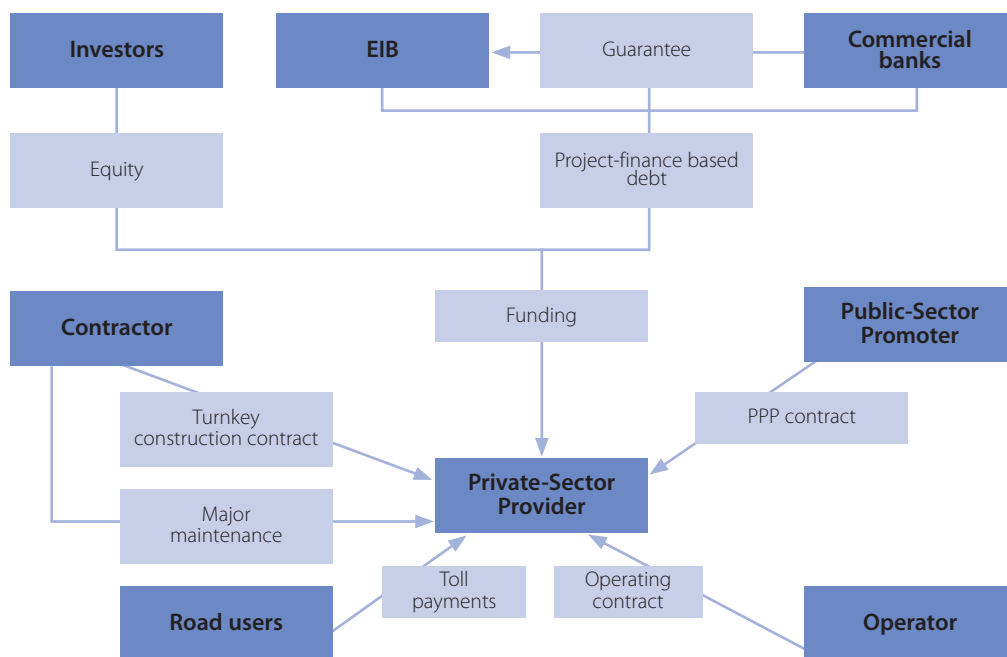 Investors
EIB
Guarantee
Commercial
banks
Equity
Project-finance based
debt
Contractor
Funding
Public-Sector
Promoter
Turnkey
construction contract
PPP contract
Private-Sector
Provider
Major
maintenance
Road users
Toll
payments
Operating
contract
Operator